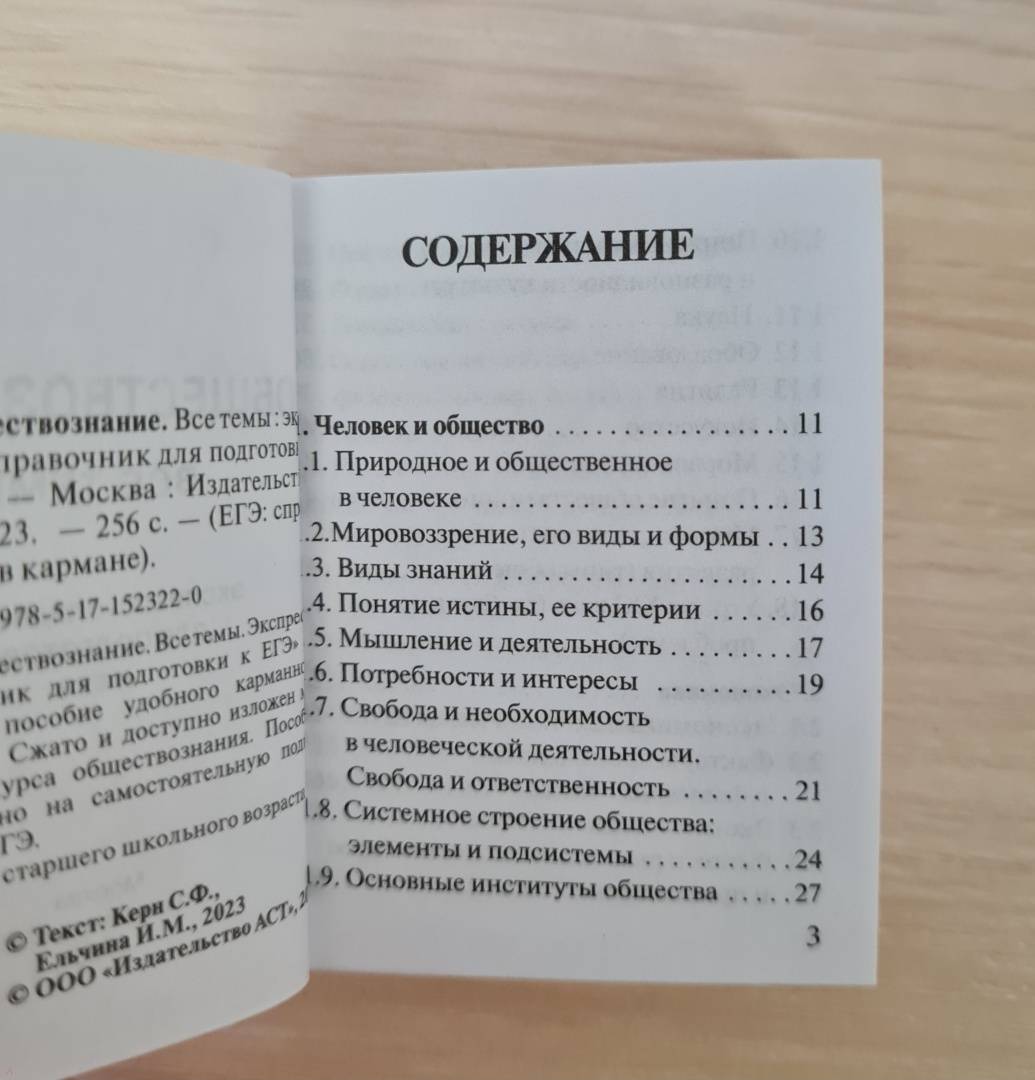 ествознание. Все темы : эк
правочник для подготовк
— Москва : Издательст
23. — 256 с. — (ЕГЭ: спр
в кармане).
978-5-17-152322-0
ествознание. Все темы. Экспрес
ик для подготовки к ЕГЭ»
пособие удобного карманно
Сжато и доступно изложен
урса обществознания. Пособ
но на самостоятельную под
ГЭ.
старшего школьного возраста
© Текст: Керн С.Ф.,
Ельчина И.М., 2023
© ООО «Издательство АСТ», 2
СОДЕРЖАНИЕ
. Человек и общество . . . . . . . . . . . . . . . . . 11
.1. Природное и общественное
в человеке . . . . . . . . . . . . . . . . . . . . . . . 11
.2.Мировоззрение, его виды и формы . . 13
.3. Виды знаний . . . . . . . . . . . . . . . . . . . . . 14
.4. Понятие истины, ее критерии . . . . . . . 16
.5. Мышление и деятельность . . . . . . . . . 17
.6. Потребности и интересы . . . . . . . . . . 19
.7. Свобода и необходимость
в человеческой деятельности.
Свобода и ответственность . . . . . . . . 21
1.8. Системное строение общества:
элементы и подсистемы . . . . . . . . . . . 24
1.9. Основные институты общества . . . . . 27
3